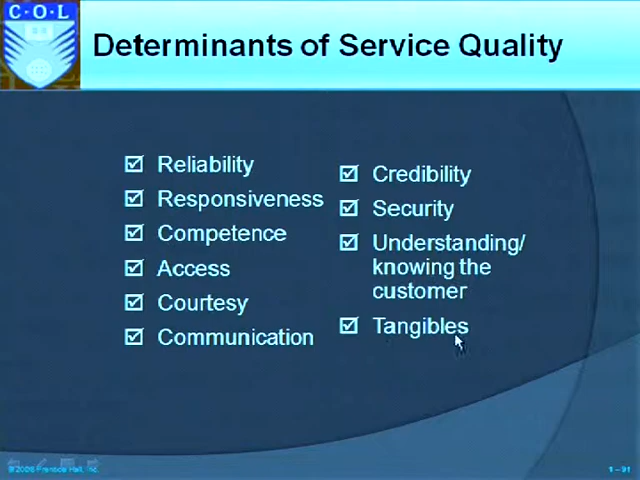 C·O·L
Determinants of Service Quality
Reliability
Responsiveness
Competence
Access
Courtesy
Communication
Credibility
Security
Understanding/
knowing the
customer
Tangibles
Prentice Hall, Inc.